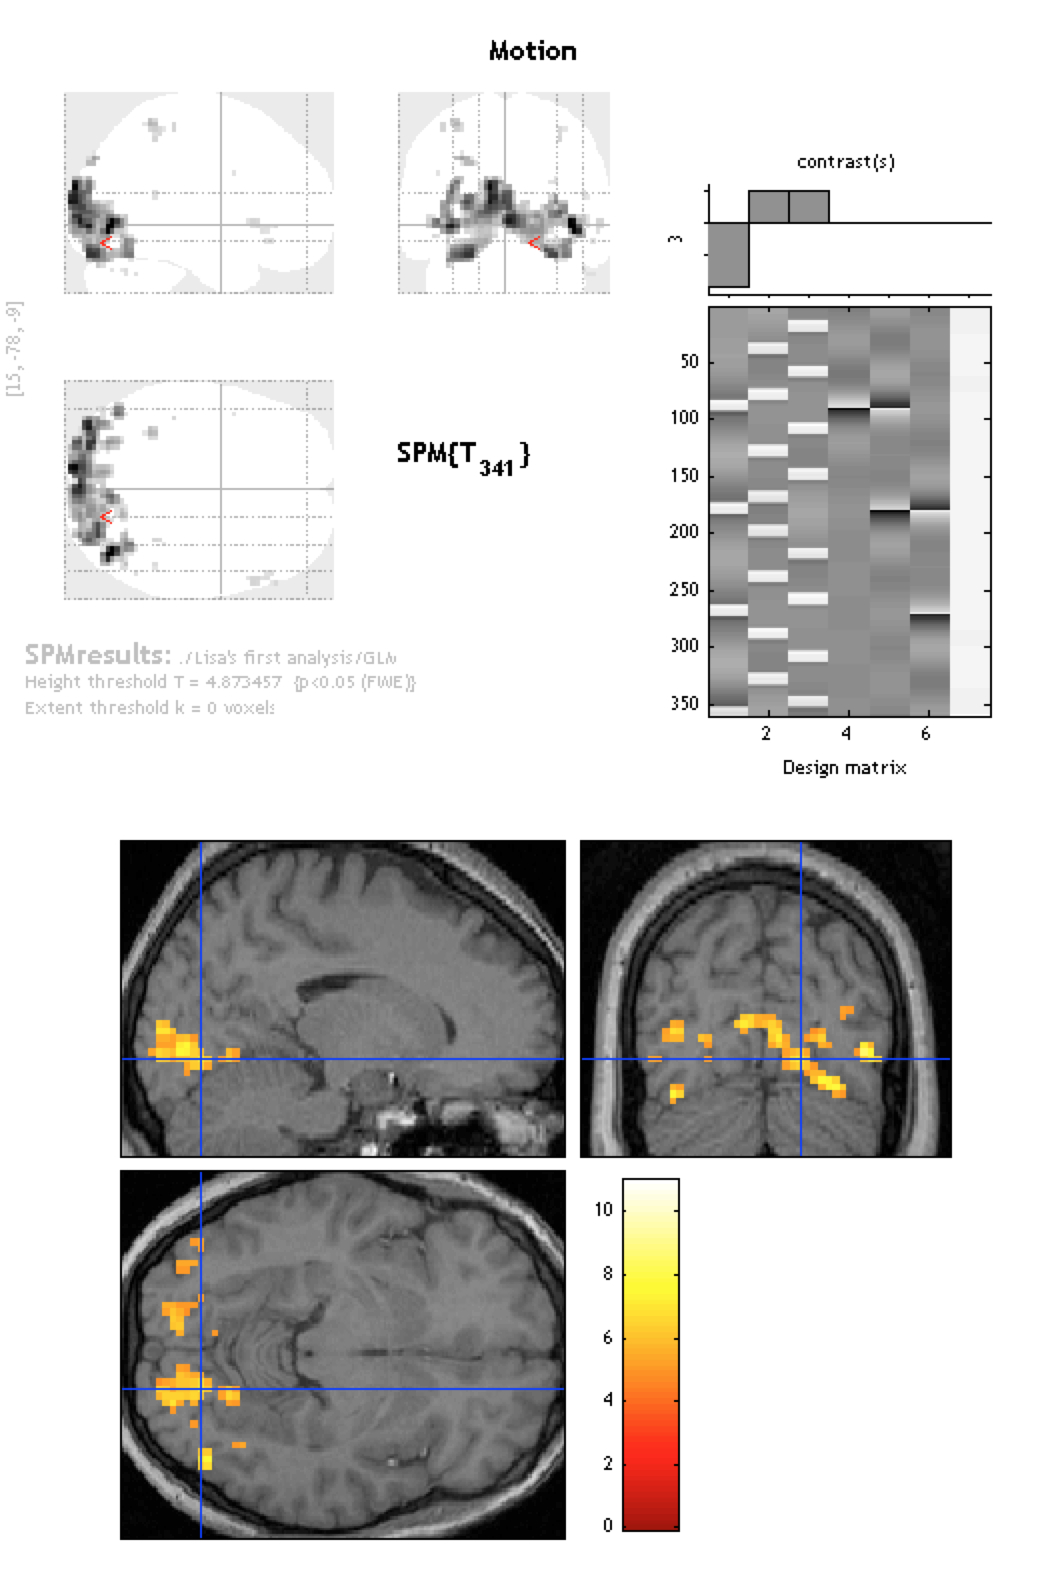 Motion
contrast(s)
3
[15, -78, -9]
SPM{T341}
50
100
150
200
250
300
350
2 4 6
Design matrix
SPMresults: ./Lisa's first analysis/GLM
Height threshold T = 4.873457 {p<0.05 (FWE)}
Extent threshold k = 0 voxels
10
8
6
4
2
0